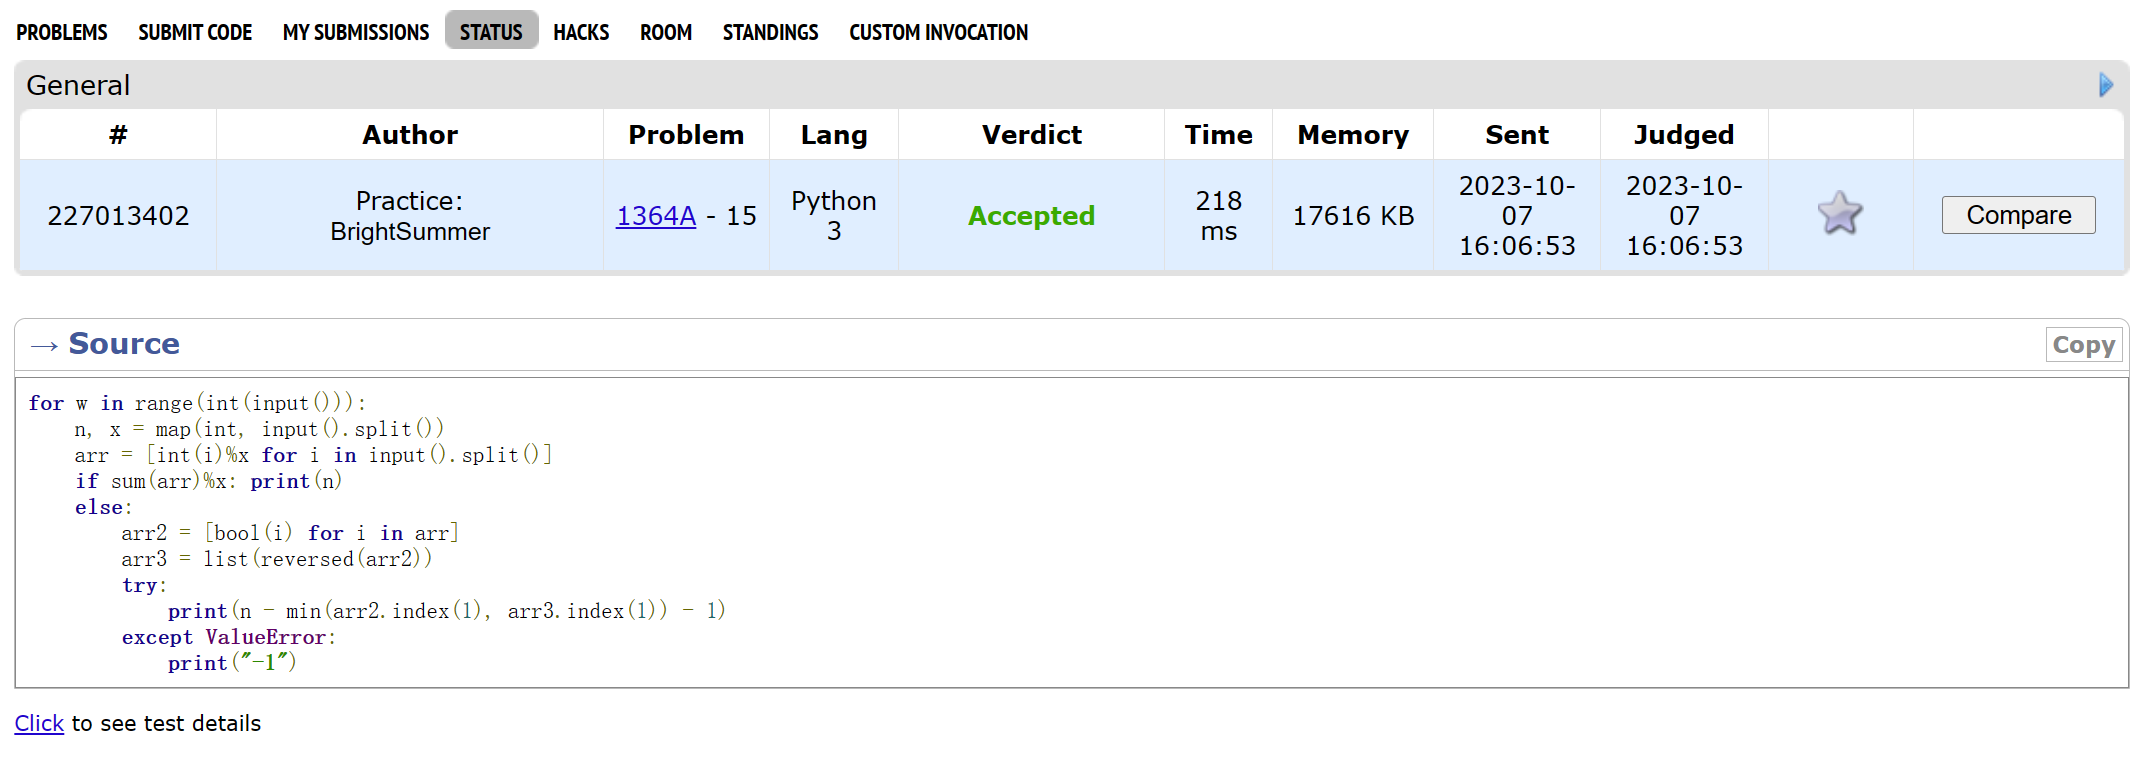 PROBLEMS SUBMIT CODE MY SUBMISSIONS STATUS HACKS ROOM STANDINGS CUSTOM INVOCATION
General
# Author Problem Lang Verdict Time Memory Sent Judged
227013402 Practice: BrightSummer 1364A - 15 Python 3 Accepted 218 ms 17616 KB 2023-10-07 16:06:53 2023-10-07 16:06:53 Compare
→ Source Copy
for w in range(int(input())):
    n, x = map(int, input().split())
    arr = [int(i)%x for i in input().split()]
    if sum(arr)%x: print(n)
    else:
        arr2 = [bool(i) for i in arr]
        arr3 = list(reversed(arr2))
        try:
            print(n - min(arr2.index(1), arr3.index(1)) - 1)
        except ValueError:
            print("-1")
Click to see test details